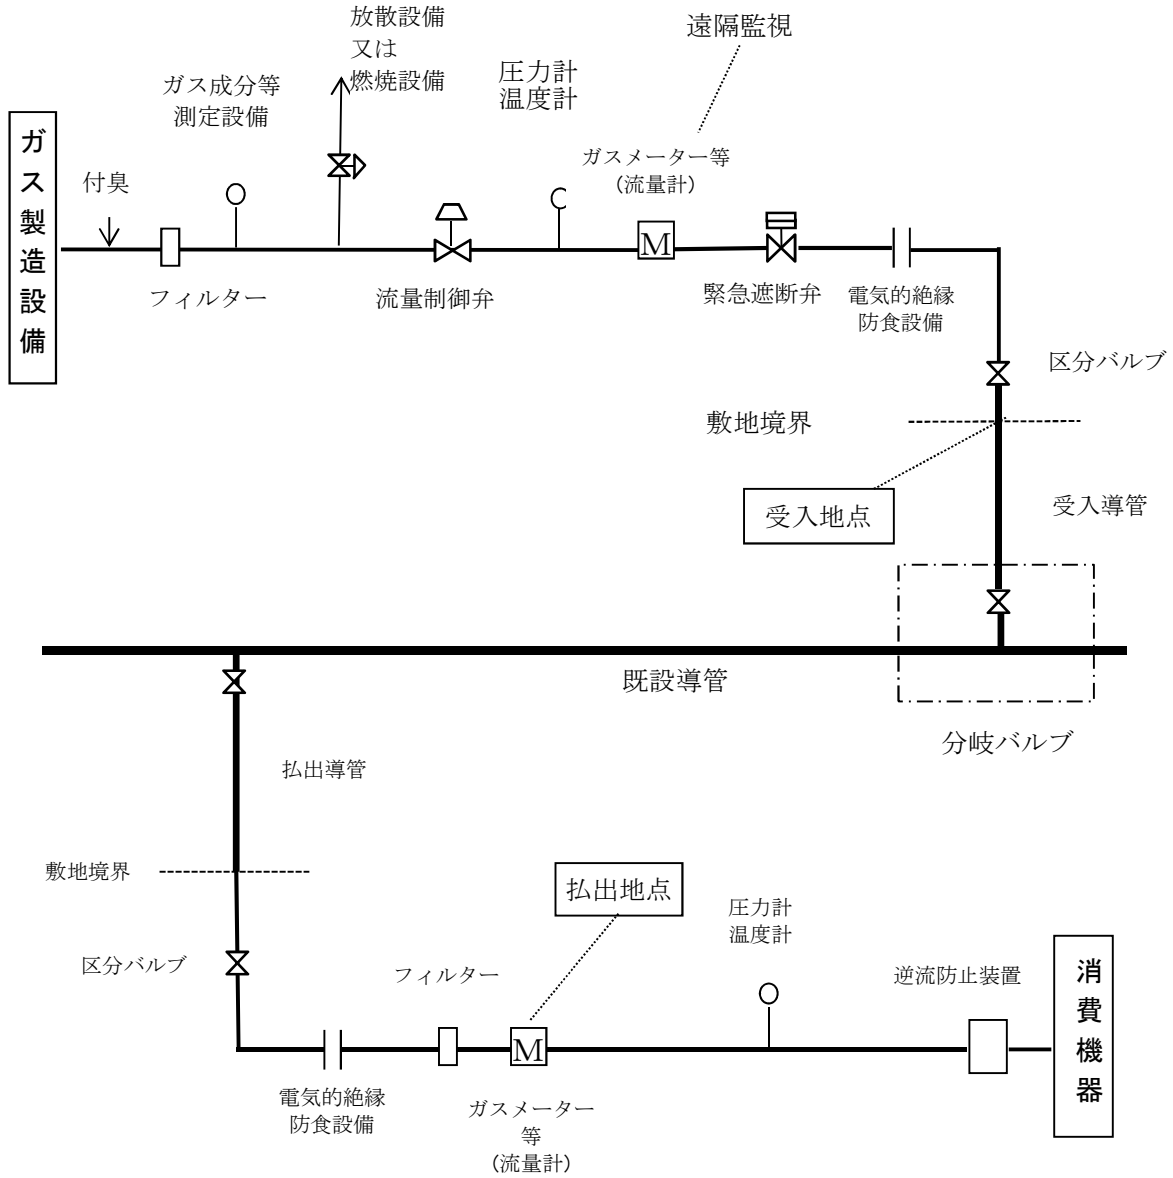 放散設備
又は
燃焼設備
遠隔監視
ガス成分等
測定設備
圧力計
温度計
ガスメーター等
(流量計)
ガス製造設備
付臭
M
フィルター
流量制御弁
緊急遮断弁
電気的絶縁
防食設備
区分バルブ
敷地境界
受入地点
受入導管
既設導管
分岐バルブ
払出導管
敷地境界
払出地点
圧力計
温度計
区分バルブ
フィルター
逆流防止装置
消費機器
M
電気的絶縁
防食設備
ガスメーター
等
(流量計)